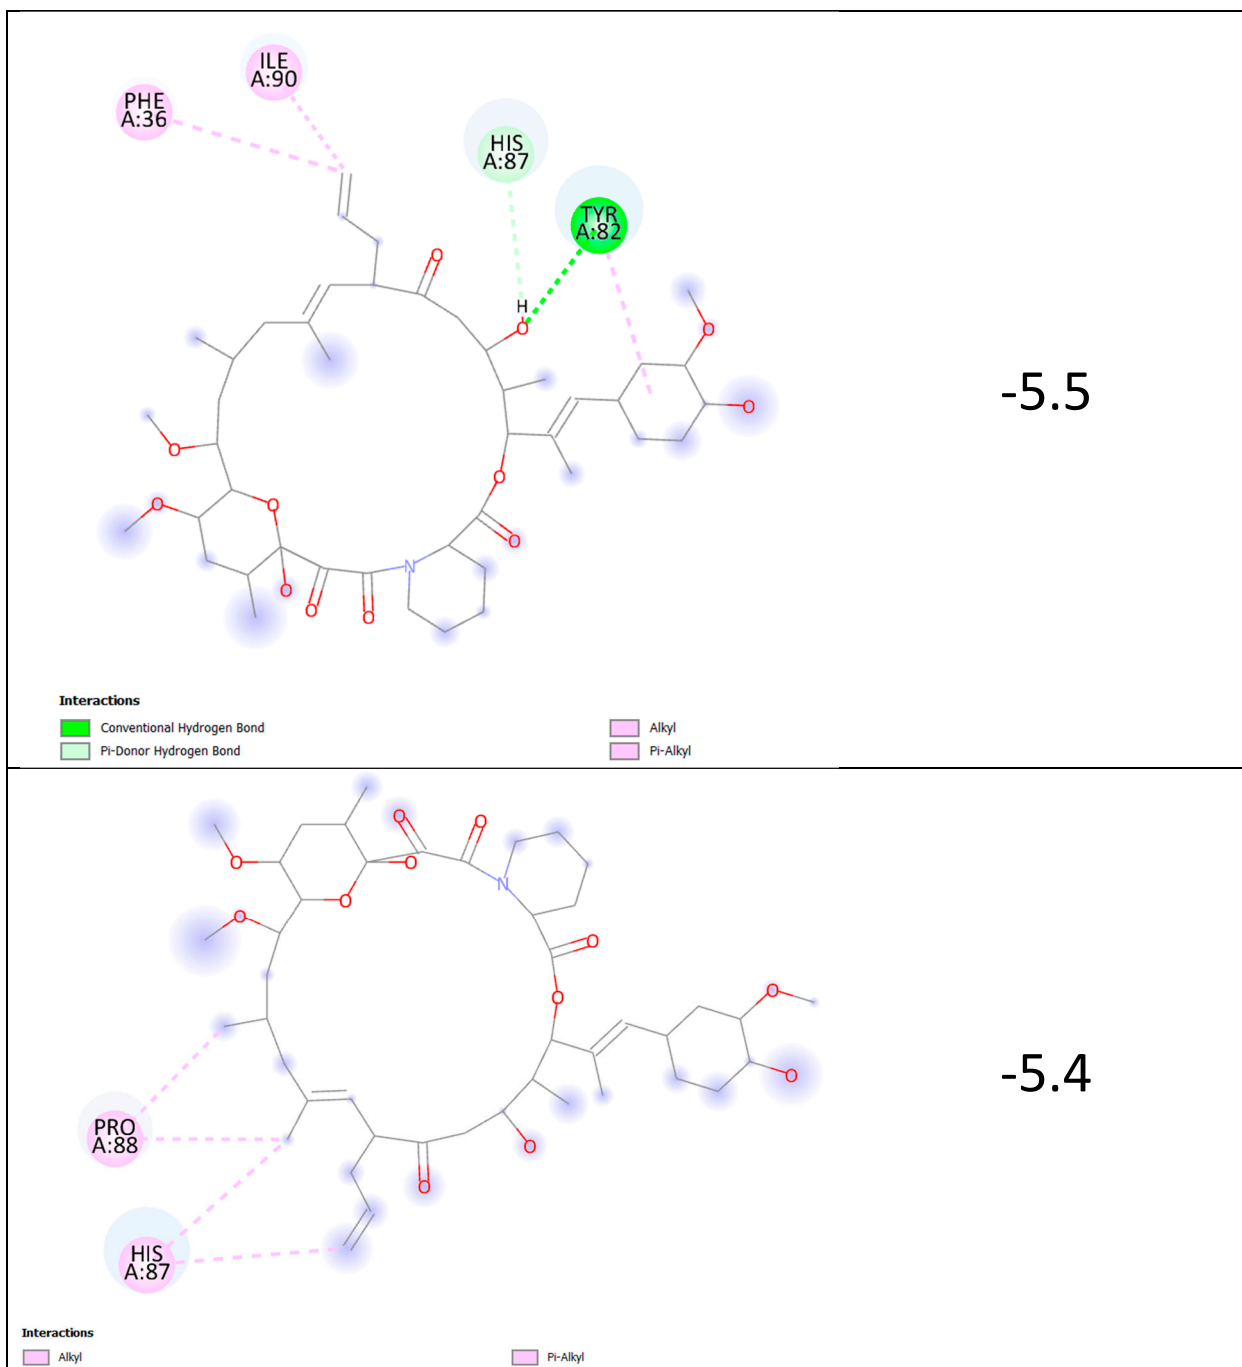 ILE
A:90
PHE
A:36
HIS
A:87
TYR
A:82
O
H
O
O
O
O
O
O
O
O
O
N
O
O
O
-5.5
Interactions
Conventional Hydrogen Bond
Alkyl
Pi-Donor Hydrogen Bond
Pi-Alkyl
O
O
O
O
N
O
O
O
O
O
O
-5.4
PRO
A:88
O
O
O
HIS
A:87
Interactions
Alkyl
Pi-Alkyl